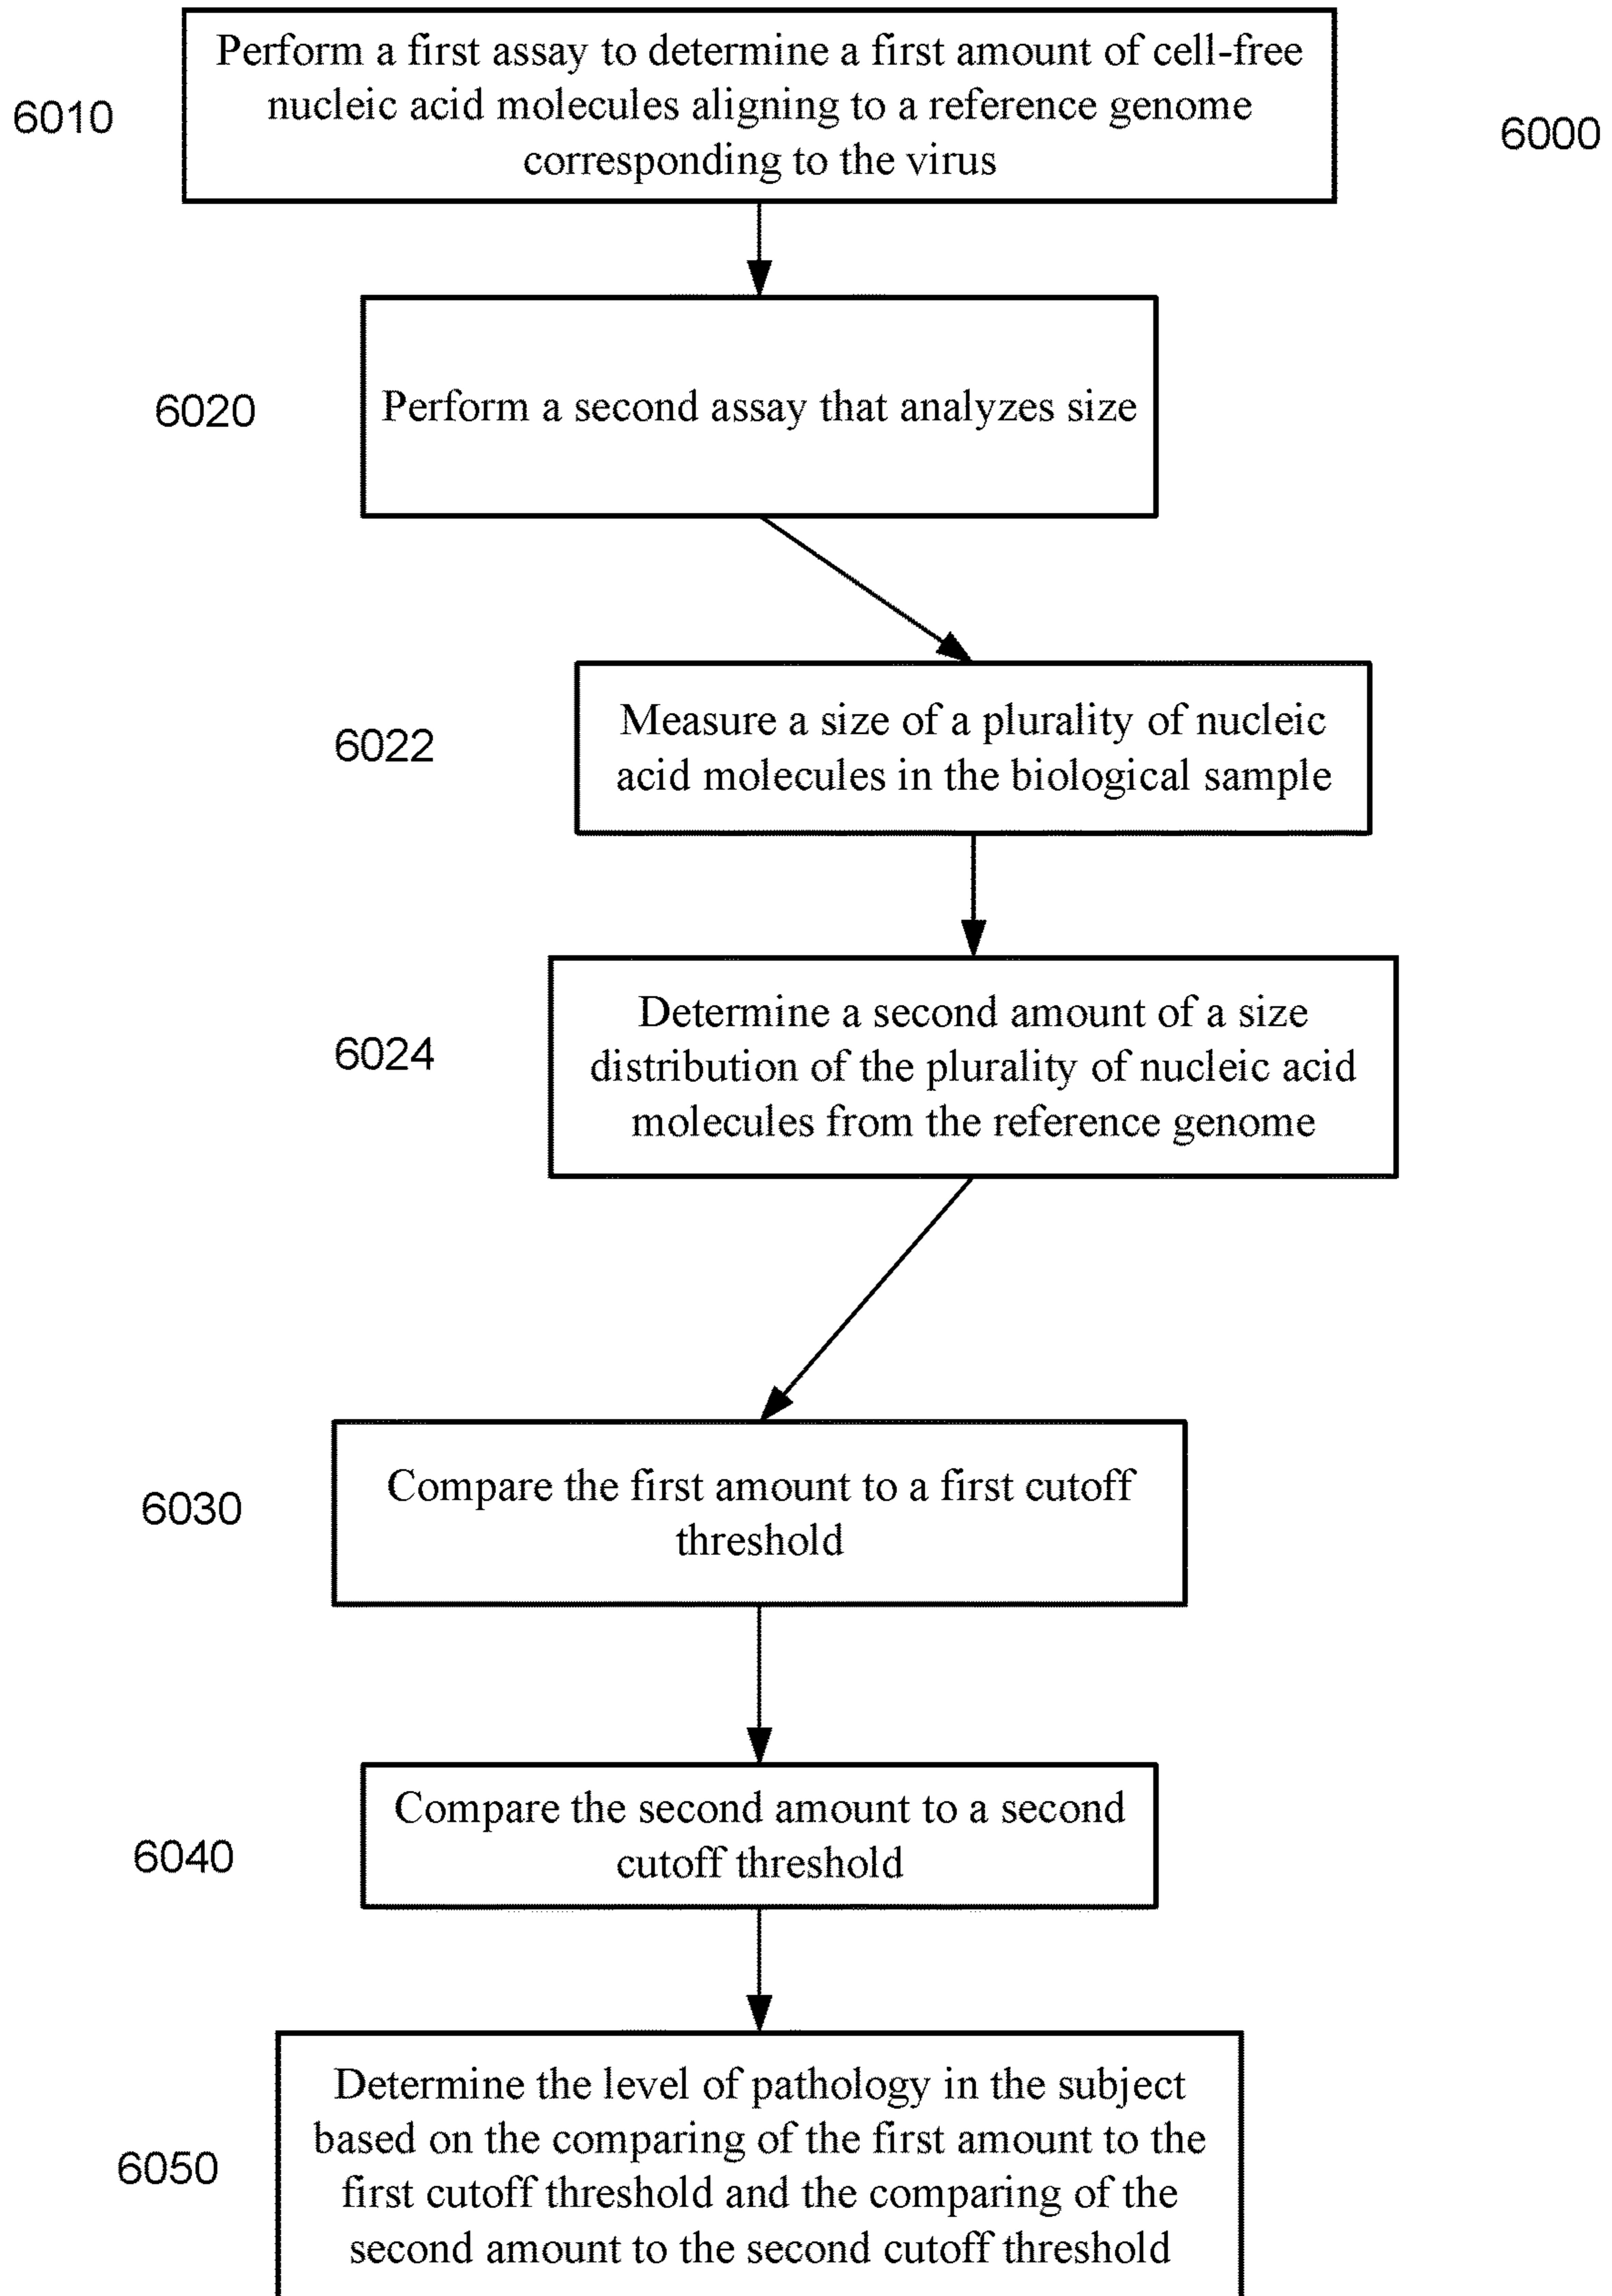 Perform a first assay to determine a first amount of cell-free
nucleic acid molecules aligning to a reference genome
corresponding to the virus
6010
6000
Perform a second assay that analyzes size
6020
Measure a size of a plurality of nucleic
acid molecules in the biological sample
6022
Determine a second amount of a size
distribution of the plurality of nucleic acid
molecules from the reference genome
6024
Compare the first amount to a first cutoff
threshold
6030
Compare the second amount to a second
cutoff threshold
6040
Determine the level of pathology in the subject
based on the comparing of the first amount to the
first cutoff threshold and the comparing of the
second amount to the second cutoff threshold
6050